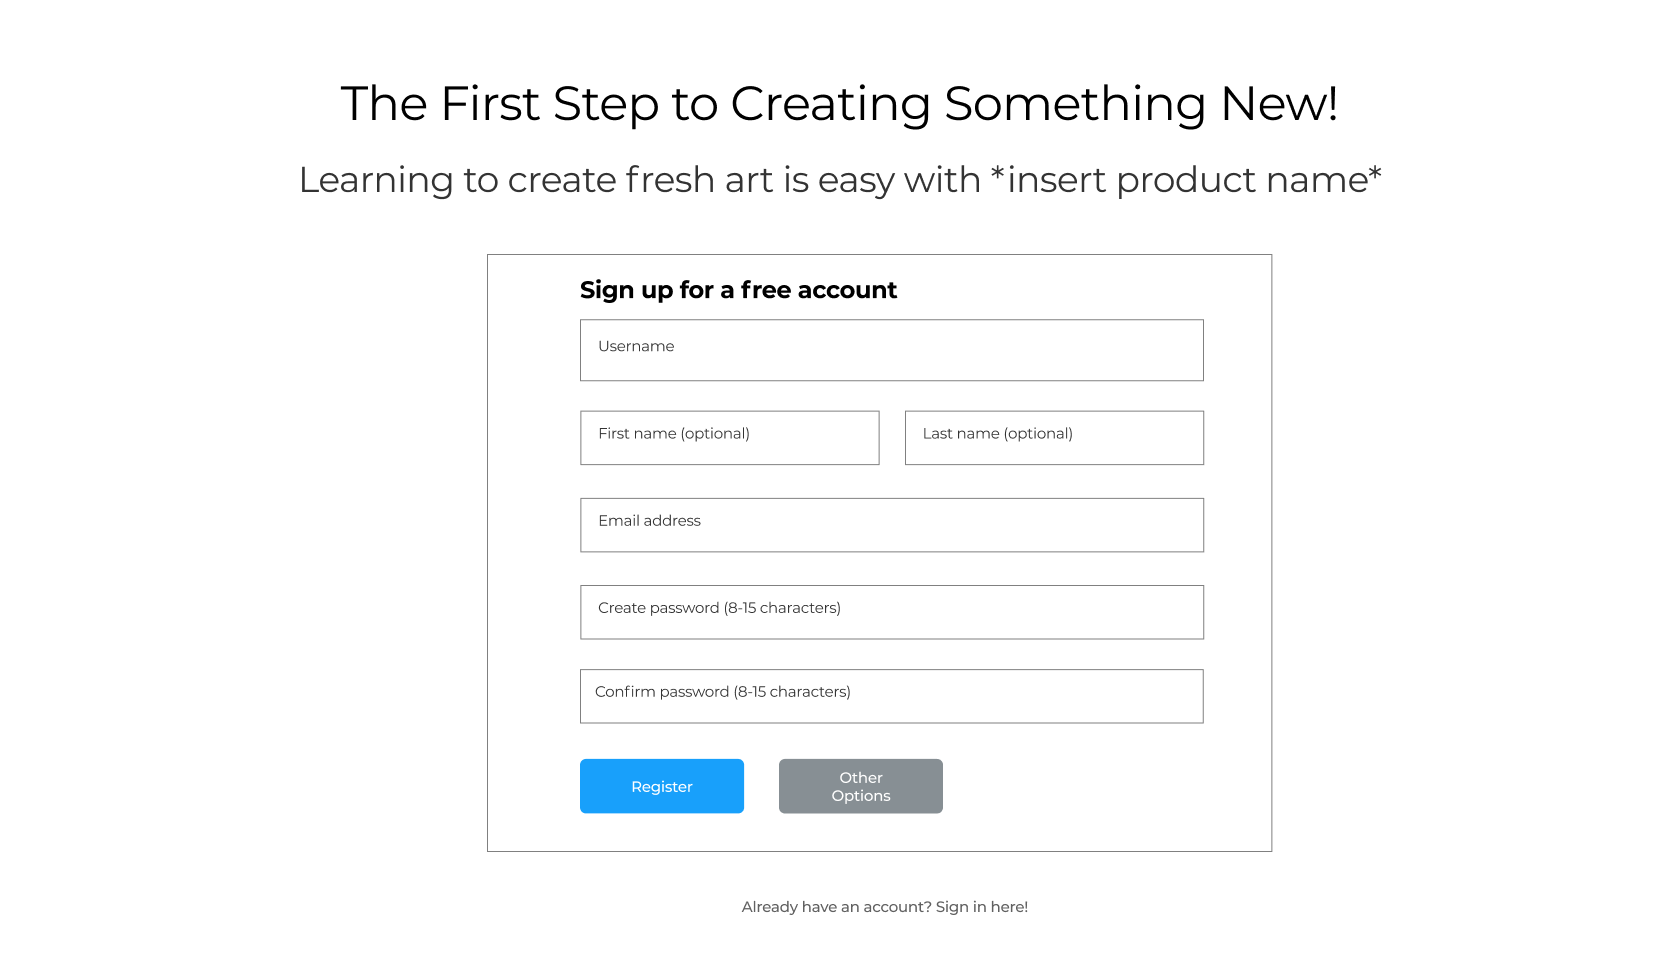 The First Step to Creating Something New!
Learning to create fresh art is easy with *insert product name*
Sign up for a free account
Username
First name (optional)
Last name (optional)
Email address
Create password (8-15 characters)
Confirm password (8-15 characters)
Register
Other
Options
Already have an account? Sign in here!